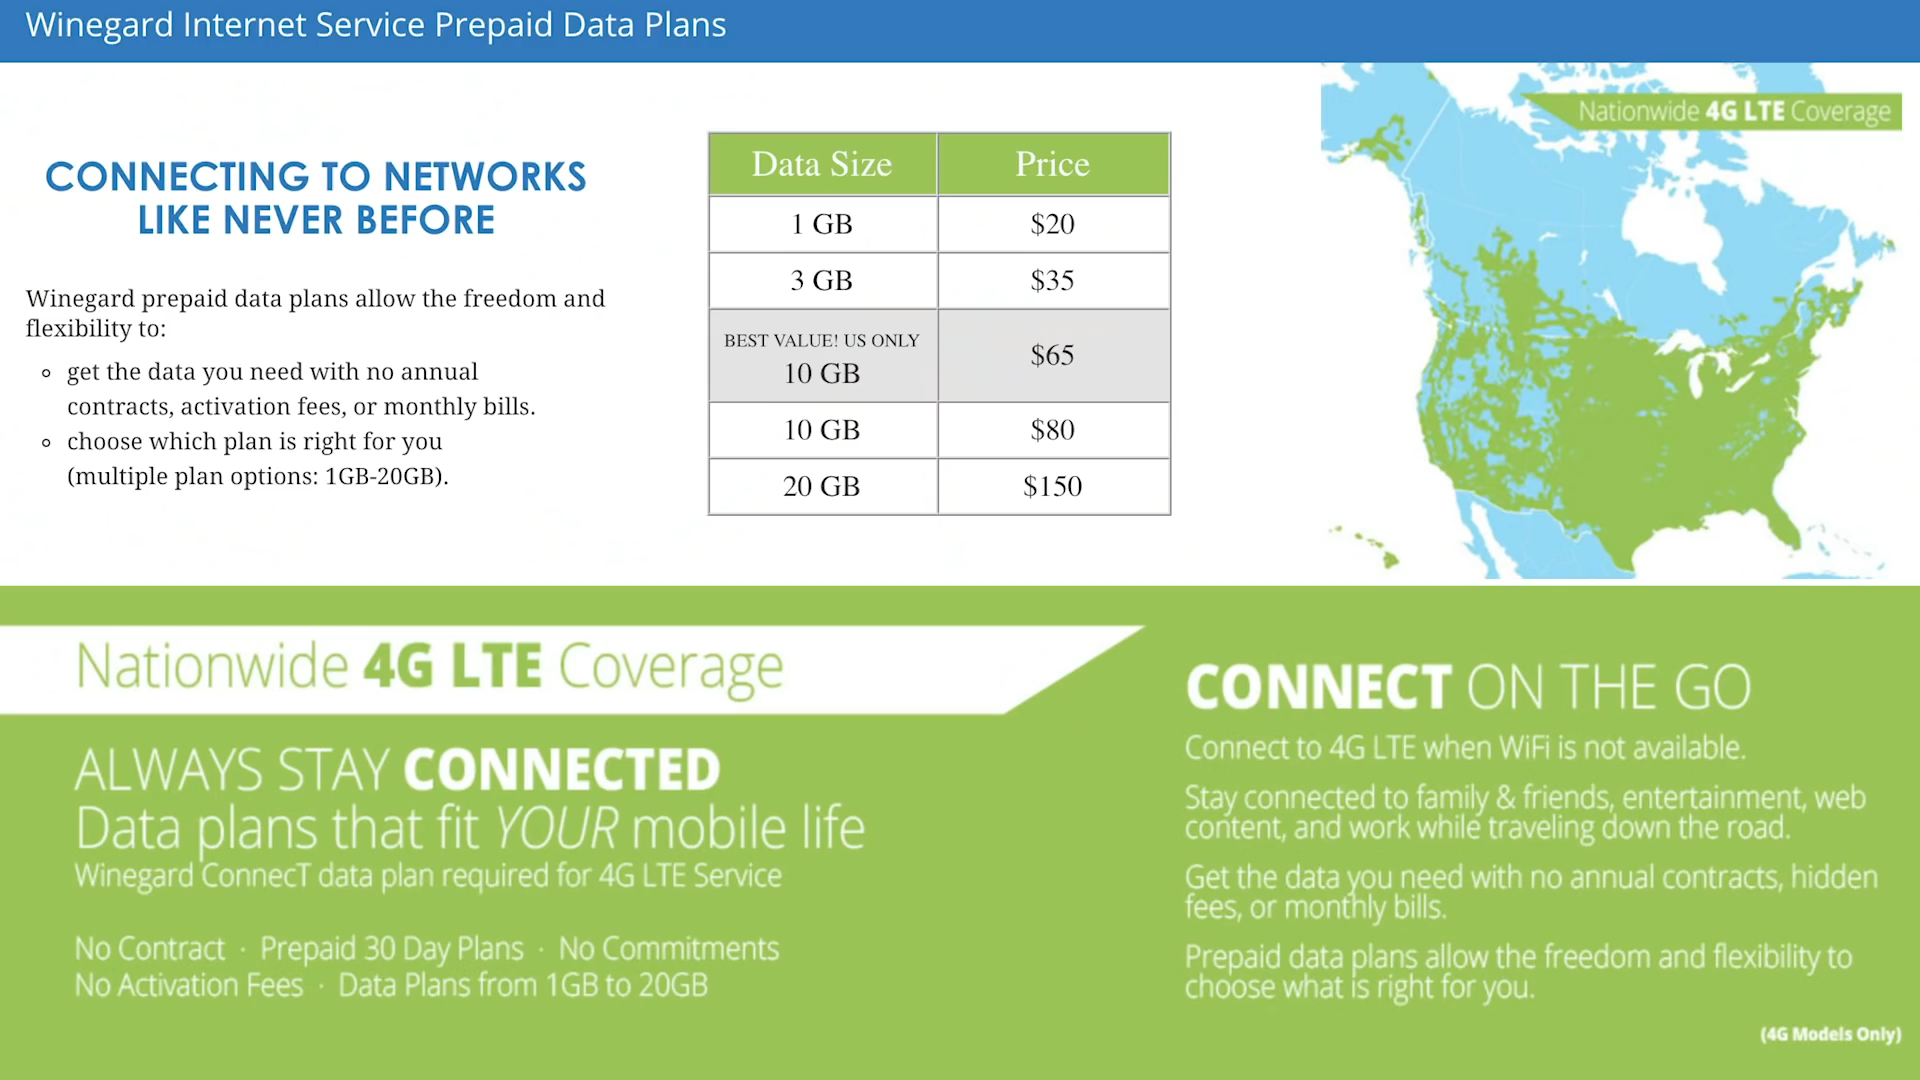 Winegard Internet Service Prepaid Data Plans
CONNECTING TO NETWORKS
LIKE NEVER BEFORE
Winegard prepaid data plans allow the freedom and
flexibility to:
get the data you need with no annual
contracts, activation fees, or monthly bills.
choose which plan is right for you
(multiple plan options: 1GB-20GB).
Data Size Price
1 GB $20
3 GB $35
BEST VALUE! US ONLY
10 GB $65
10 GB $80
20 GB $150
Nationwide 4G LTE Coverage
Nationwide 4G LTE Coverage
ALWAYS STAY CONNECTED
Data plans that fit YOUR mobile life
Winegard ConnecT data plan required for 4G LTE Service
No Contract · Prepaid 30 Day Plans · No Commitments
No Activation Fees · Data Plans from 1GB to 20GB
CONNECT ON THE GO
Connect to 4G LTE when WiFi is not available.
Stay connected to family & friends, entertainment, web
content, and work while traveling down the road.
Get the data you need with no annual contracts, hidden
fees, or monthly bills.
Prepaid data plans allow the freedom and flexibility to
choose what is right for you.
(4G Models Only)